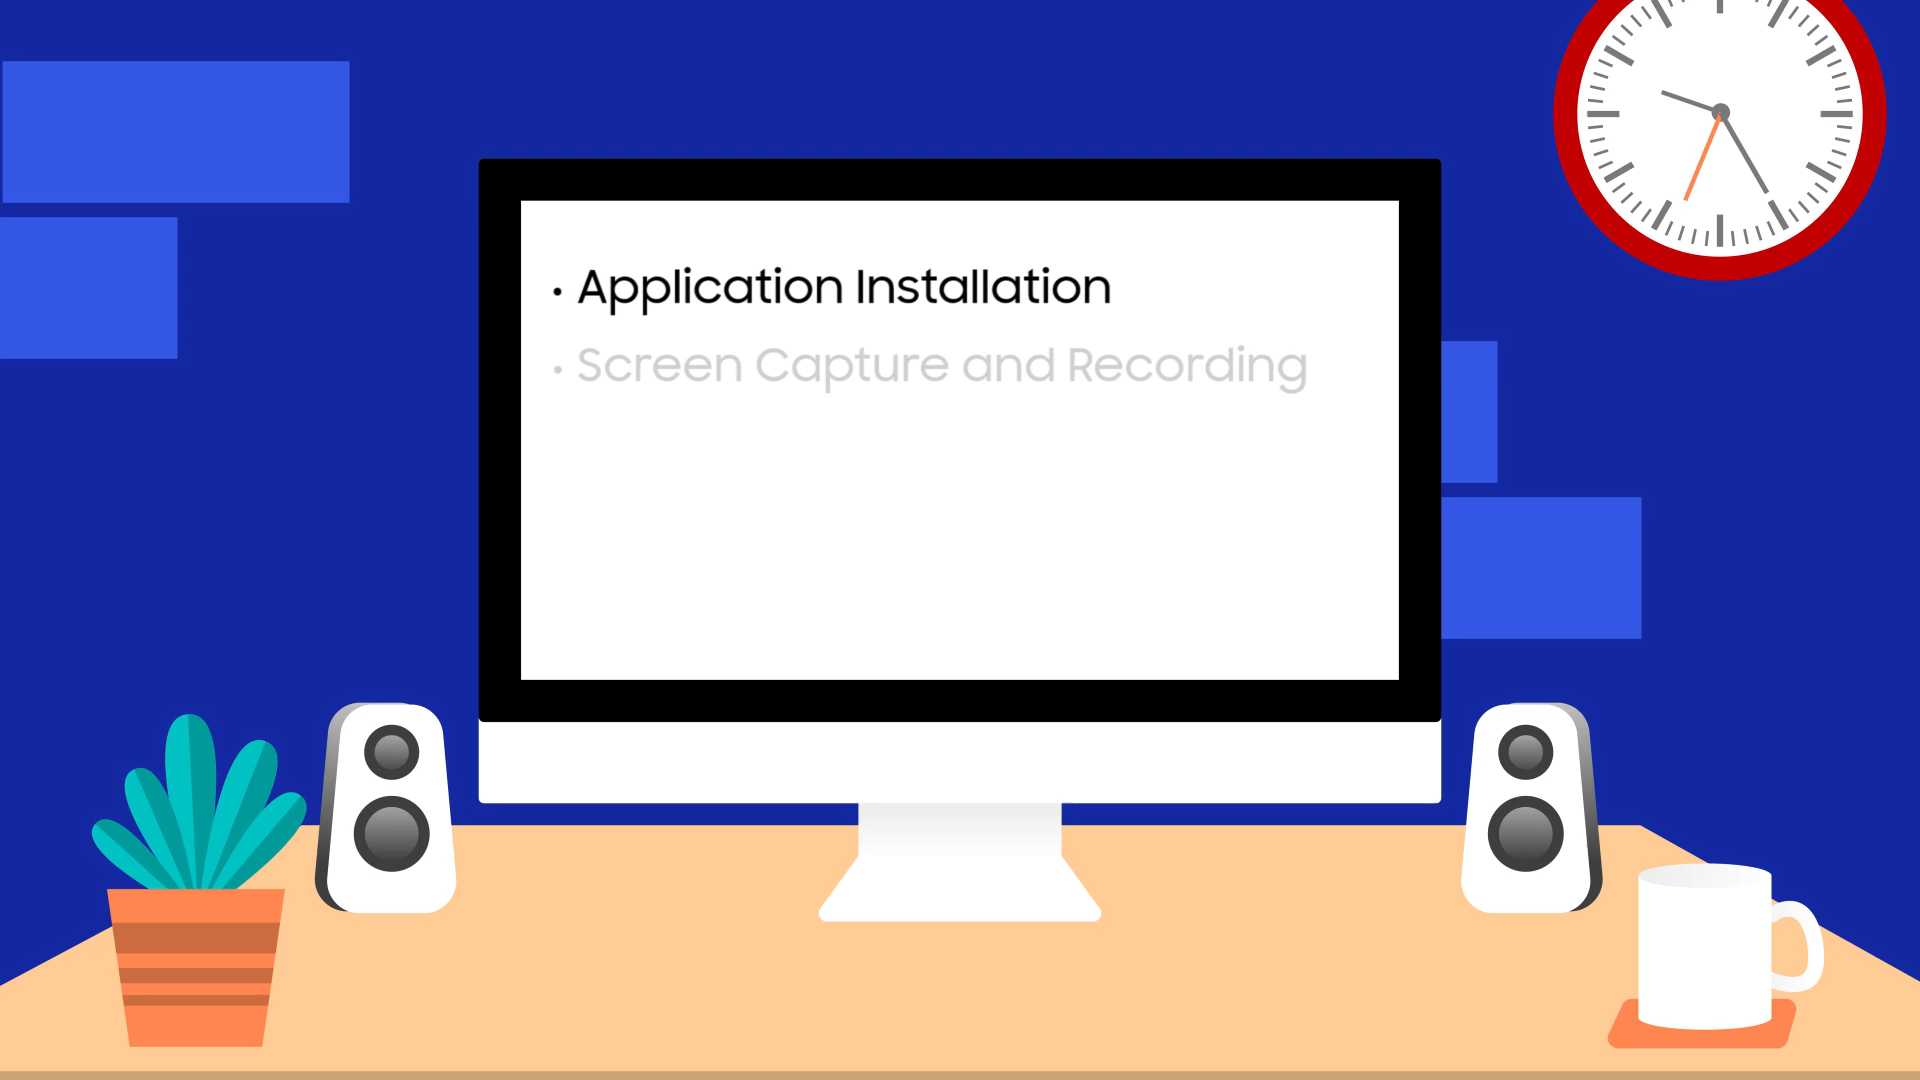 • Application Installation
• Screen Capture and Recording